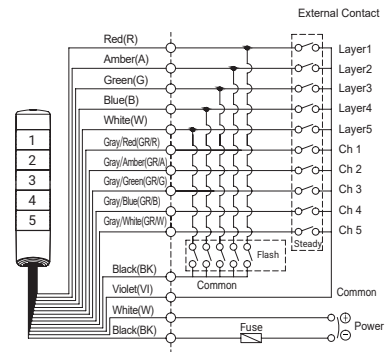 External Contact
Red(R)
Layer1
Amber(A)
Layer2
Green(G)
Layer3
Blue(B)
Layer4
White(W)
Layer5
Gray/Red(GR/R)
Ch 1
Gray/Amber(GR/A)
Ch 2
Gray/Green(GR/G)
Ch 3
Gray/Blue(GR/B)
Ch 4
Gray/White(GR/W)
Ch 5
1
2
3
4
5
Steady
Flash
Black(BK)
Common
Violet(VI)
Common
White(W)
Power
Black(BK)
Fuse